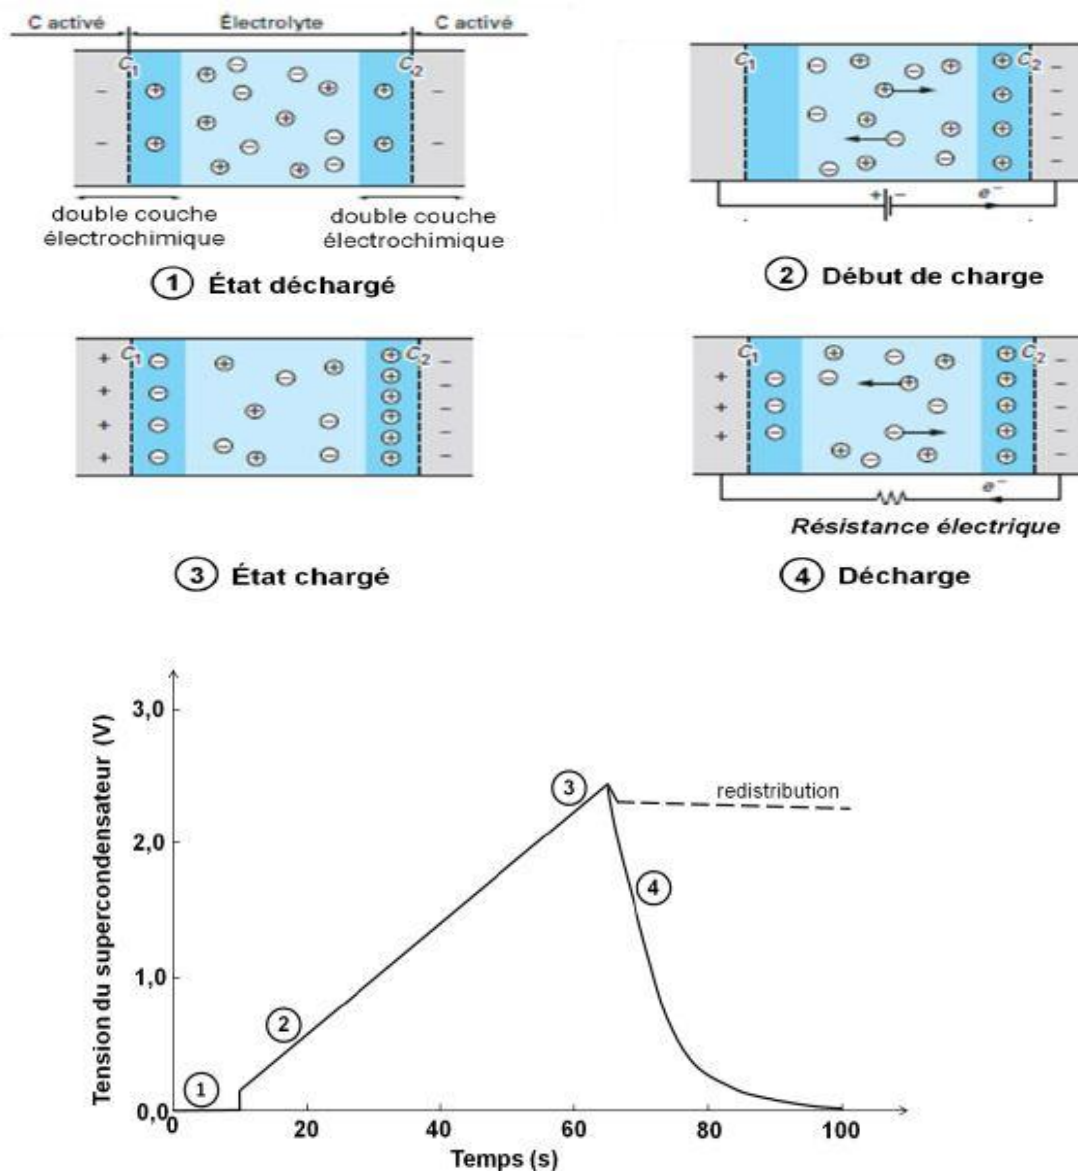 C activé Électrolyte C activé
C1 C2
double couche
électrochimique
double couche
électrochimique
① État déchargé
C1 C2
+ − e−
② Début de charge
C1 C2
③ État chargé
C1 C2
e−
Résistance électrique
④ Décharge
Tension du supercondensateur (V)
3,0
2,0
1,0
0,0
① ② ③ ④
redistribution
0 20 40 60 80 100
Temps (s)